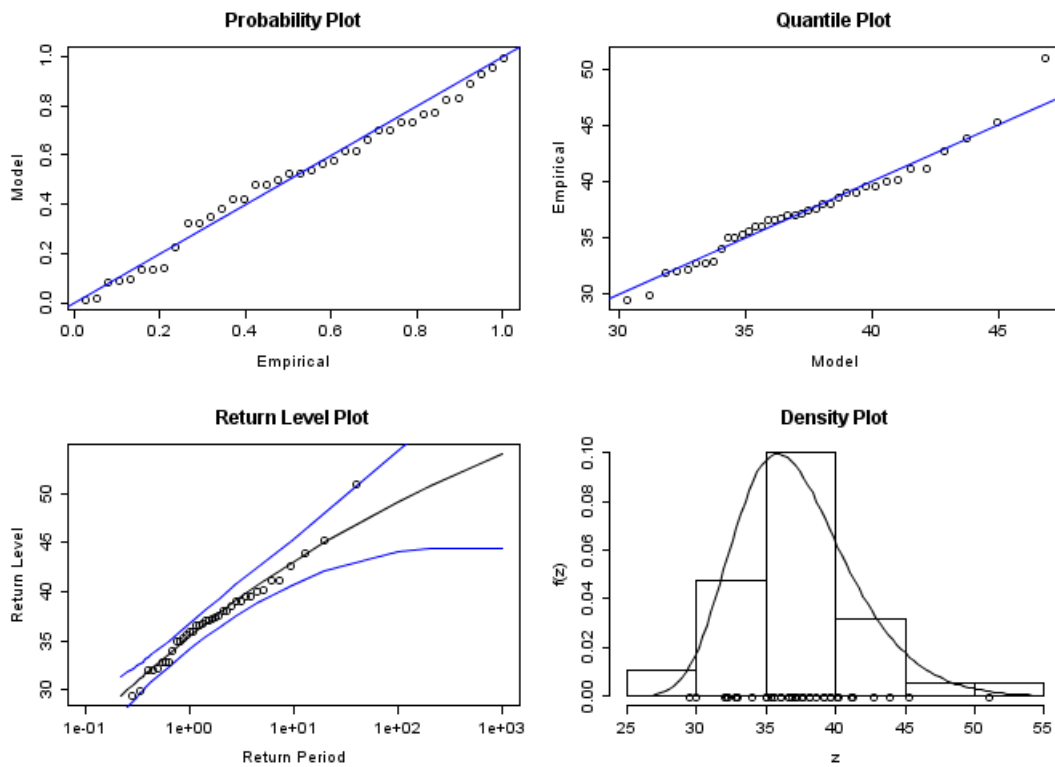 Probability Plot
1.0
0.8
0.6
0.4
0.2
0.0
Model
0.0 0.2 0.4 0.6 0.8 1.0
Empirical
Quantile Plot
50
45
40
35
30
Empirical
30 35 40 45
Model
Return Level Plot
50
45
40
35
30
Return Level
1e-01 1e+00 1e+01 1e+02 1e+03
Return Period
Density Plot
0.10
0.08
0.06
0.04
0.02
0.00
f(z)
25 30 35 40 45 50 55
z